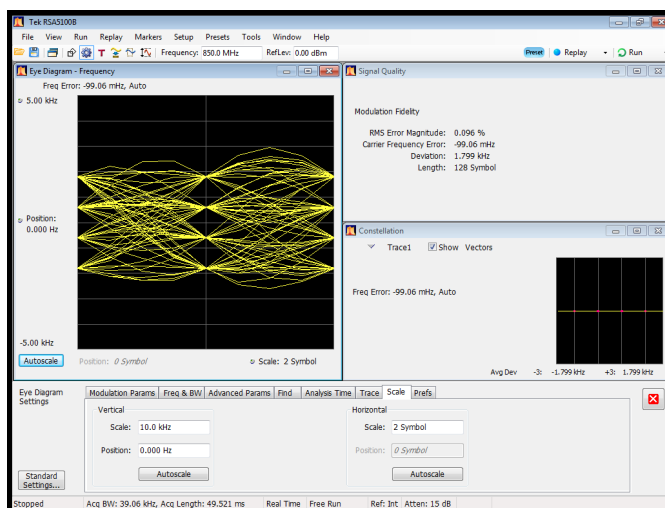 Tek RSA5100B
File View Run Replay Markers Setup Presets Tools Window Help
T Frequency: 850.0 MHz RefLev: 0.00 dBm Preset Replay Run
Eye Diagram - Frequency
Freq Error: -99.06 mHz, Auto
5.00 kHz
Position:
0.000 Hz
-5.00 kHz
Autoscale Position: 0 Symbol Scale: 2 Symbol
Signal Quality
Modulation Fidelity
RMS Error Magnitude: 0.096 %
Carrier Frequency Error: -99.06 mHz
Deviation: 1.799 kHz
Length: 128 Symbol
Constellation
Trace1 Show Vectors
Freq Error: -99.06 mHz, Auto
Avg Dev -3: -1.799 kHz +3: 1.799 kHz
Eye Diagram
Settings
Modulation Params Freq & BW Advanced Params Find Analysis Time Trace Scale Prefs
Vertical
Scale: 10.0 kHz
Position: 0.000 Hz
Autoscale
Horizontal
Scale: 2 Symbol
Position: 0 Symbol
Autoscale
Standard
Settings...
Stopped Acq BW: 39.06 kHz, Acq Length: 49.521 ms Real Time Free Run Ref: Int Atten: 15 dB